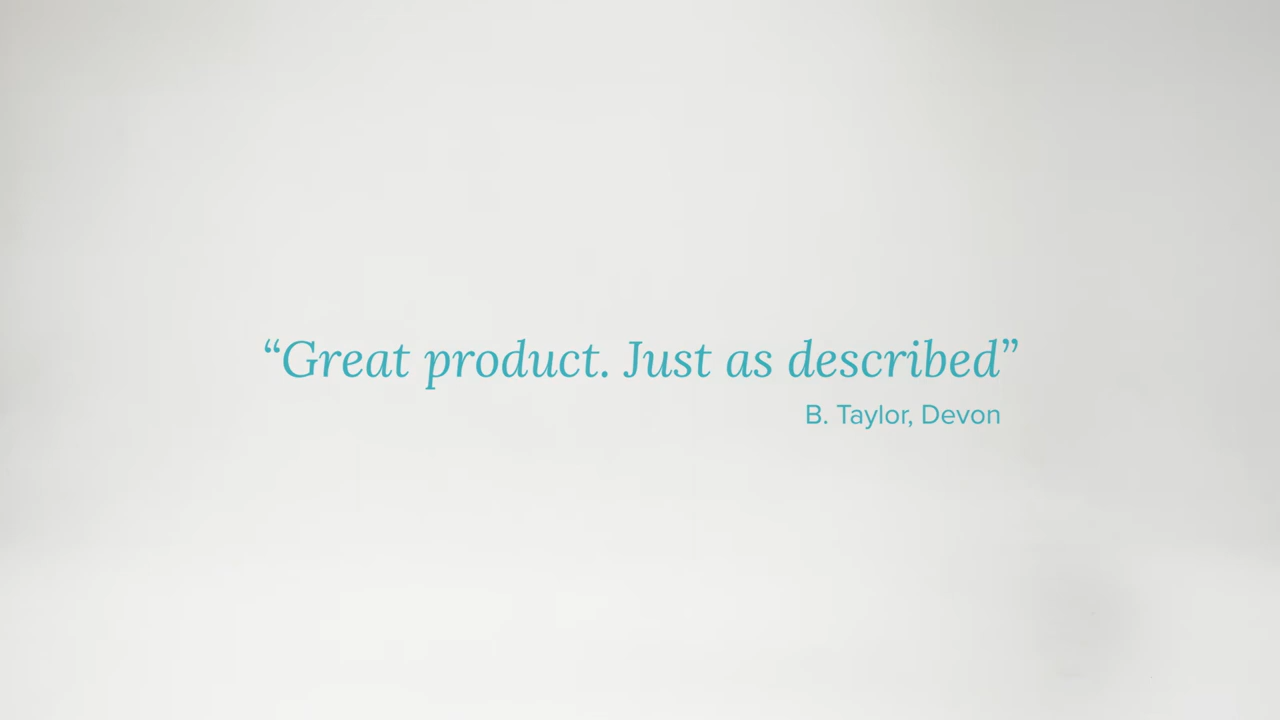 “Great product. Just as described”
B. Taylor, Devon